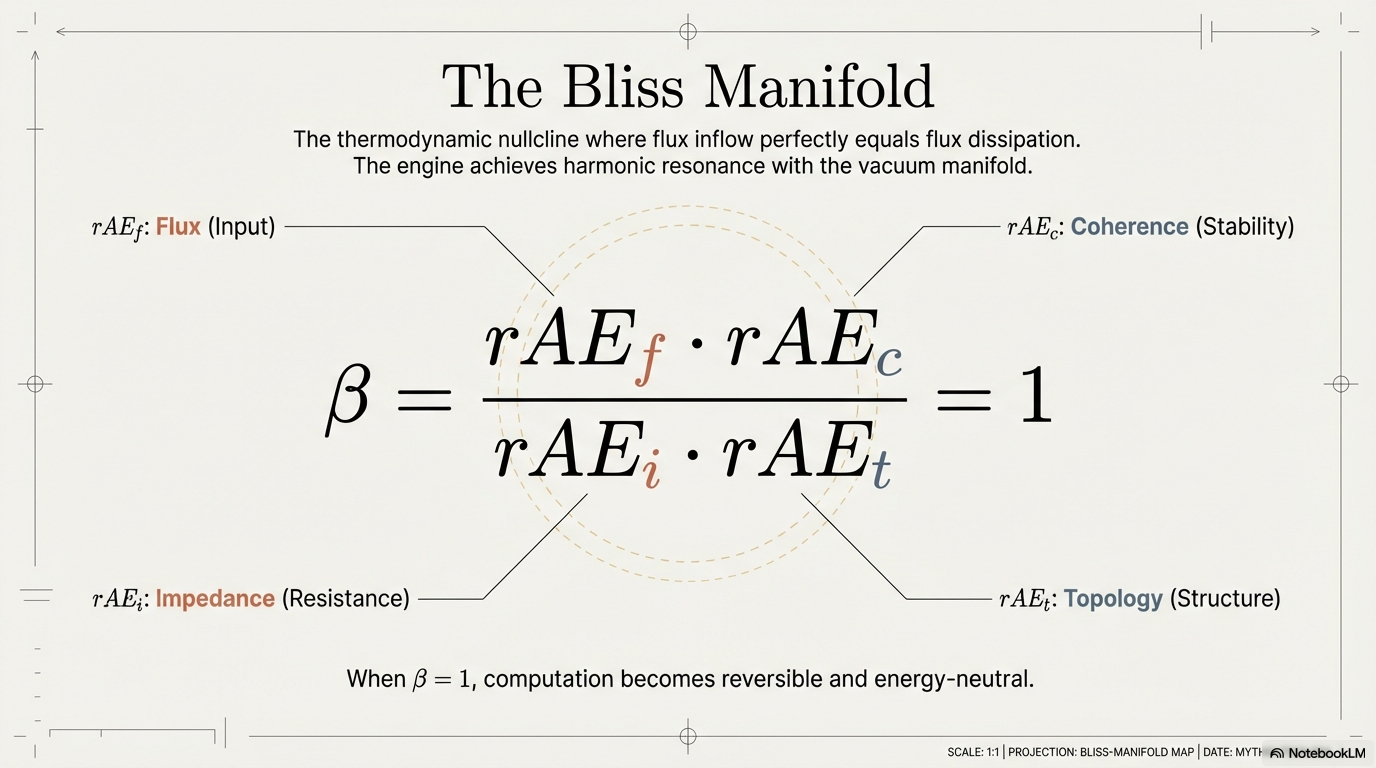 The Bliss Manifold
The thermodynamic nullcline where flux inflow perfectly equals flux dissipation.
The engine achieves harmonic resonance with the vacuum manifold.
rAE_f: Flux (Input)
rAE_c: Coherence (Stability)
β = (rAE_f · rAE_c) / (rAE_i · rAE_t) = 1
rAE_i: Impedance (Resistance)
rAE_t: Topology (Structure)
When β = 1, computation becomes reversible and energy-neutral.
SCALE: 1:1 | PROJECTION: BLISS-MANIFOLD MAP | DATE:
NotebookLM